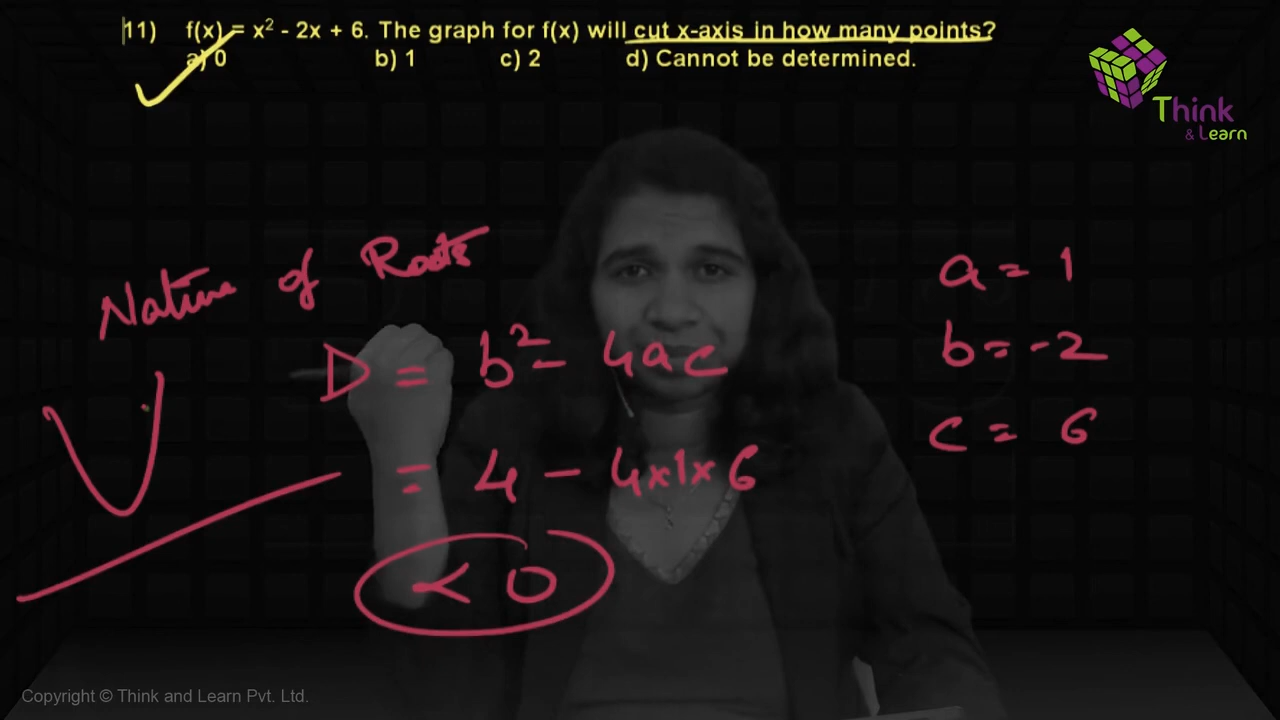 11) f(x) = x² - 2x + 6. The graph for f(x) will cut x-axis in how many points?
a) 0 b) 1 c) 2 d) Cannot be determined.
Think
& Learn
Nature of Roots
D = b² - 4ac
= 4 - 4x1x6
< 0
a = 1
b = -2
c = 6
Copyright © Think and Learn Pvt. Ltd.